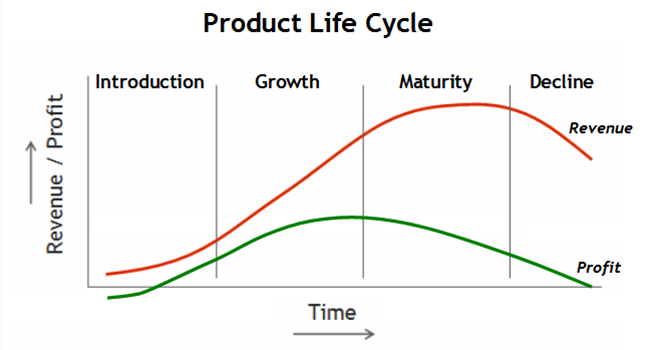 Product Life Cycle
Introduction
Growth
Maturity
Decline
Revenue / Profit
Revenue
Profit
Time